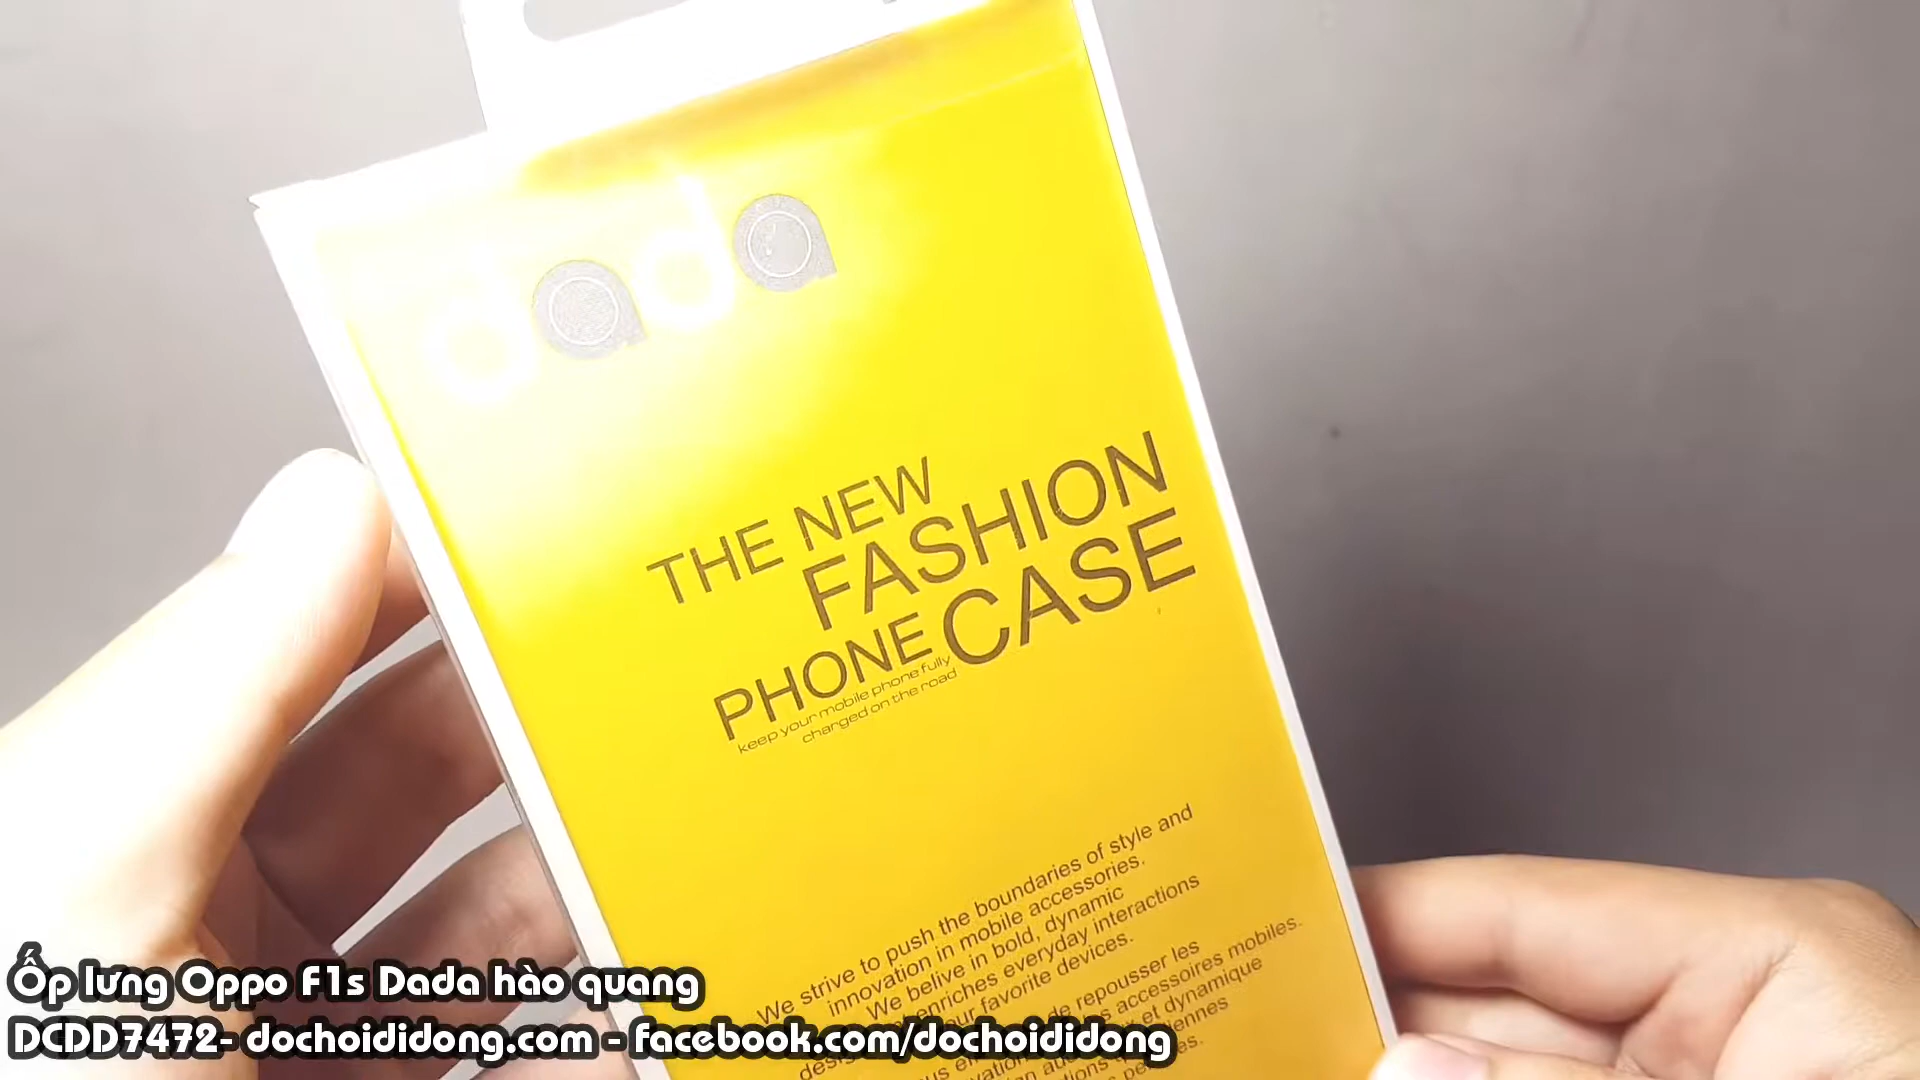 dada
THE NEW
FASHION
PHONE CASE
keep your mobile phone fully
charged on the road
We strive to push the boundaries of style and
innovation in mobile accessories.
We belive in bold, dynamic
enriches everyday interactions
favorite devices.
de repousser les
accessoires mobiles.
et dynamique
Ốp lưng Oppo F1s Dada hào quang
DCDD7472- dochoididong.com - facebook.com/dochoididong